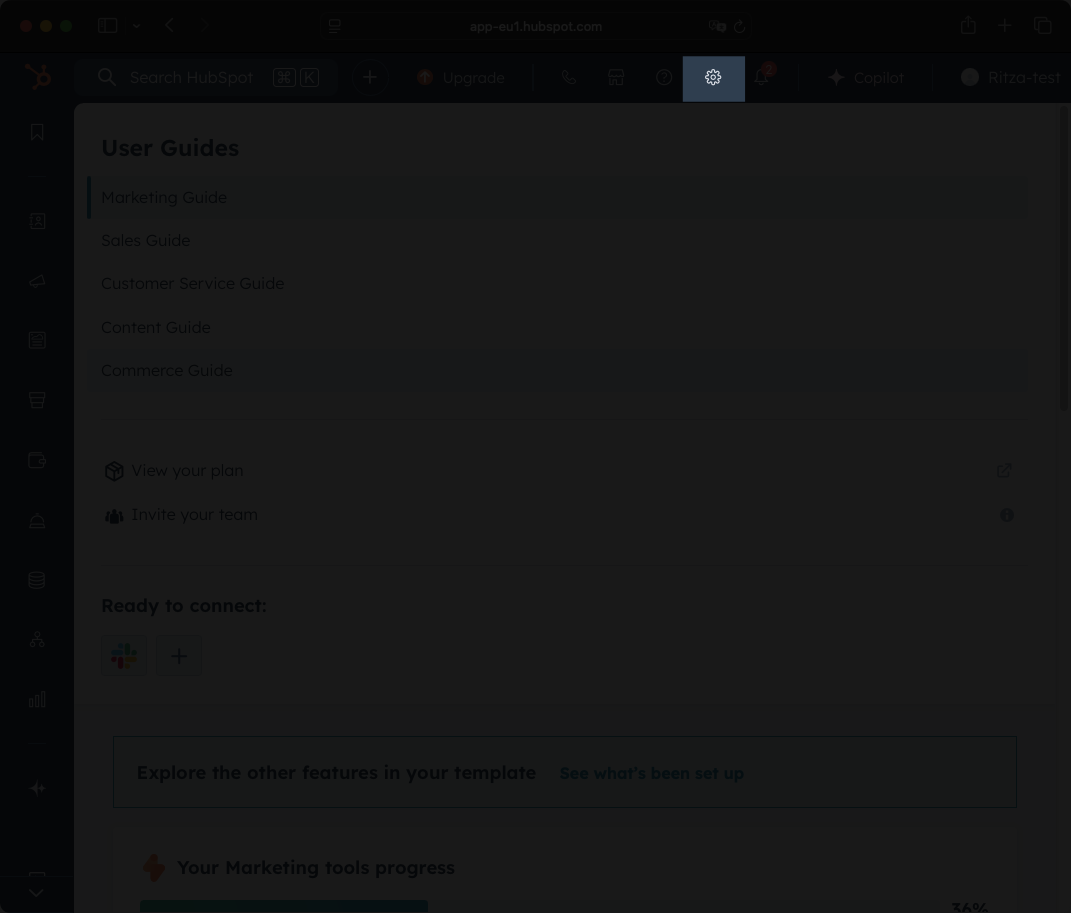 app-eu1.hubspot.com
Search HubSpot ⌘ K
Upgrade
2
Copilot
Ritza-test
User Guides
Marketing Guide
Sales Guide
Customer Service Guide
Content Guide
Commerce Guide
View your plan
Invite your team
Ready to connect:
Explore the other features in your template See what's been set up
Your Marketing tools progress
36%